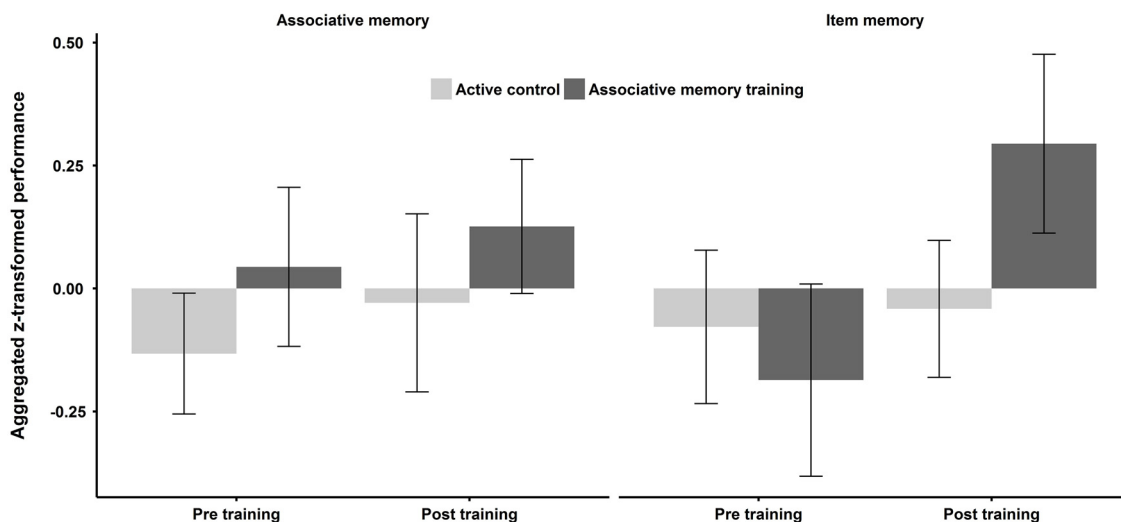 Associative memory
Item memory
Active control
Associative memory training
Aggregated z-transformed performance
0.50
0.25
0.00
-0.25
Pre training
Post training
Pre training
Post training